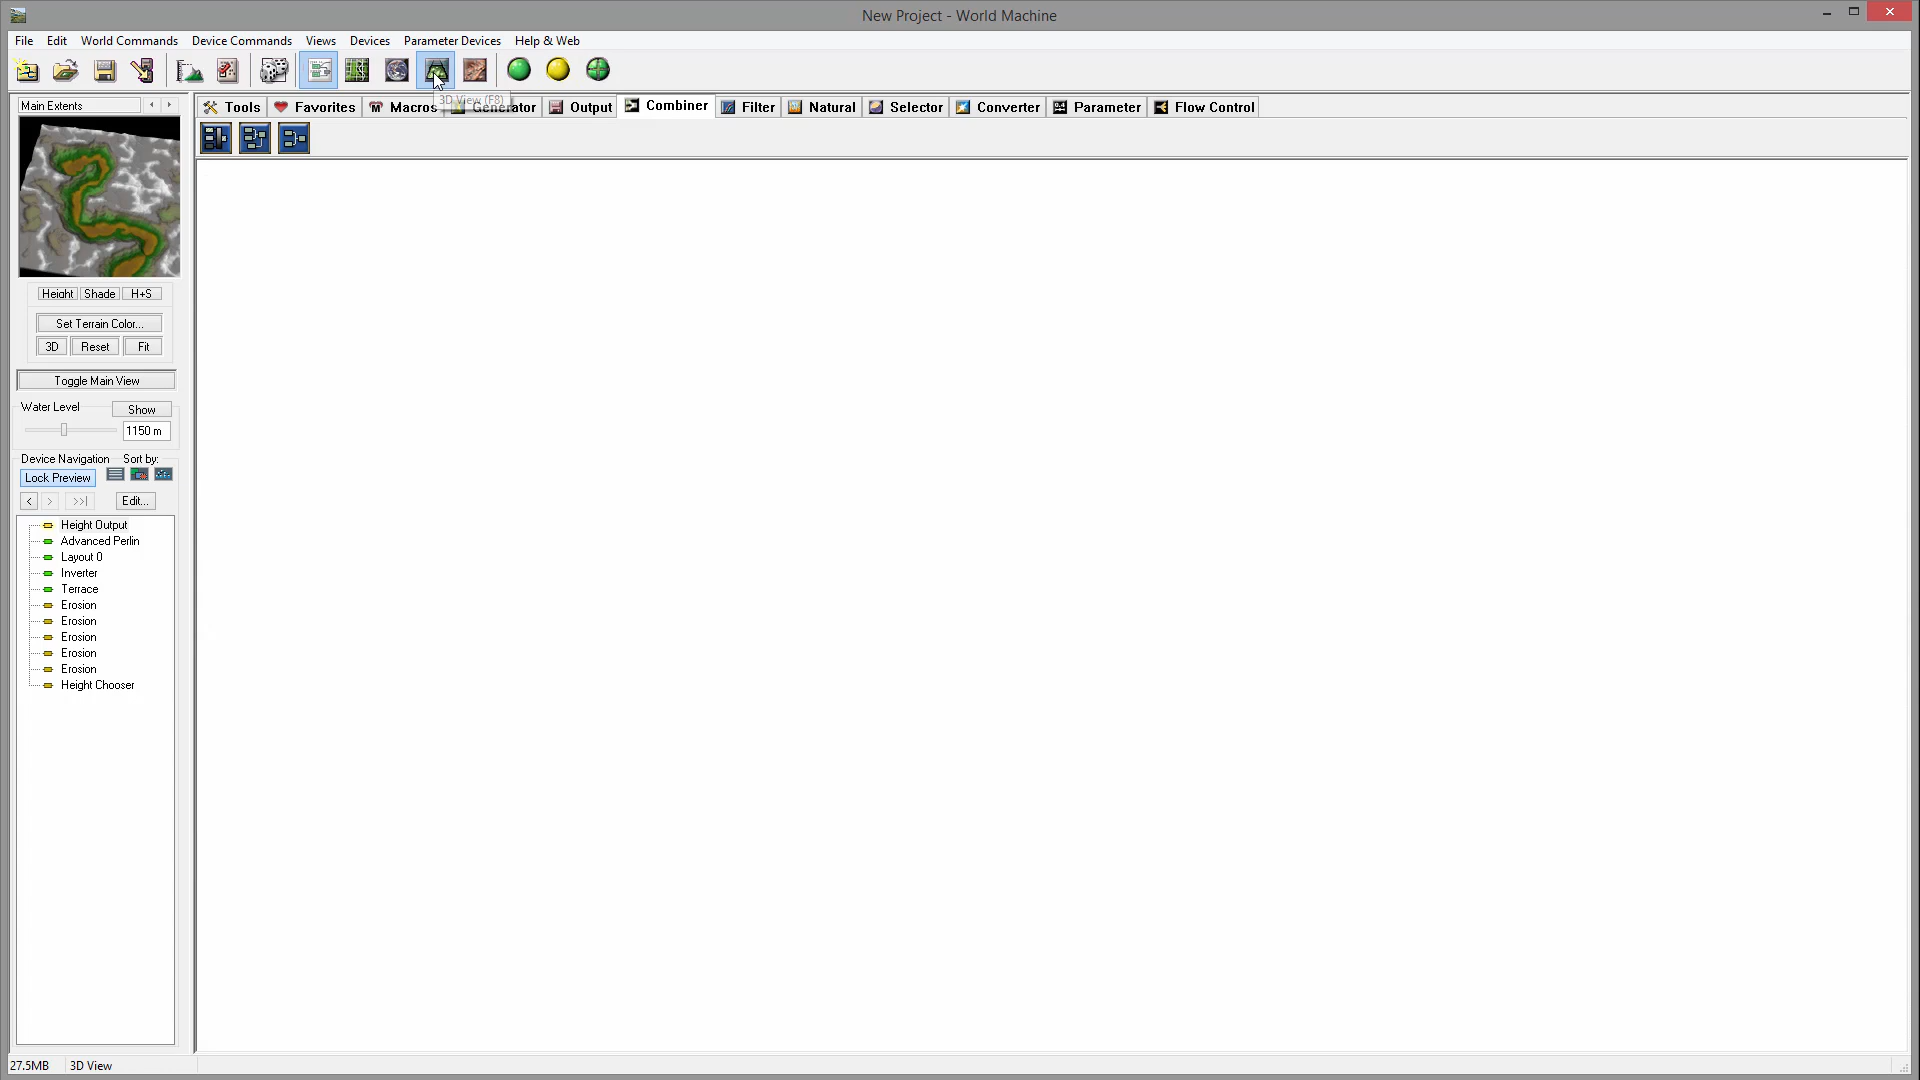 New Project - World Machine
File Edit World Commands Device Commands Views Devices Parameter Devices Help & Web
Main Extents
Tools Favorites Macros Generator Output Combiner Filter Natural Selector Converter Parameter Flow Control
3D View (F8)
Height Shade H+S
Set Terrain Color...
3D Reset Fit
Toggle Main View
Water Level Show
1150 m
Device Navigation Sort by:
Lock Preview
< > >>| Edit...
Height Output
Advanced Perlin
Layout 0
Inverter
Terrace
Erosion
Erosion
Erosion
Erosion
Erosion
Height Chooser
27.5MB 3D View